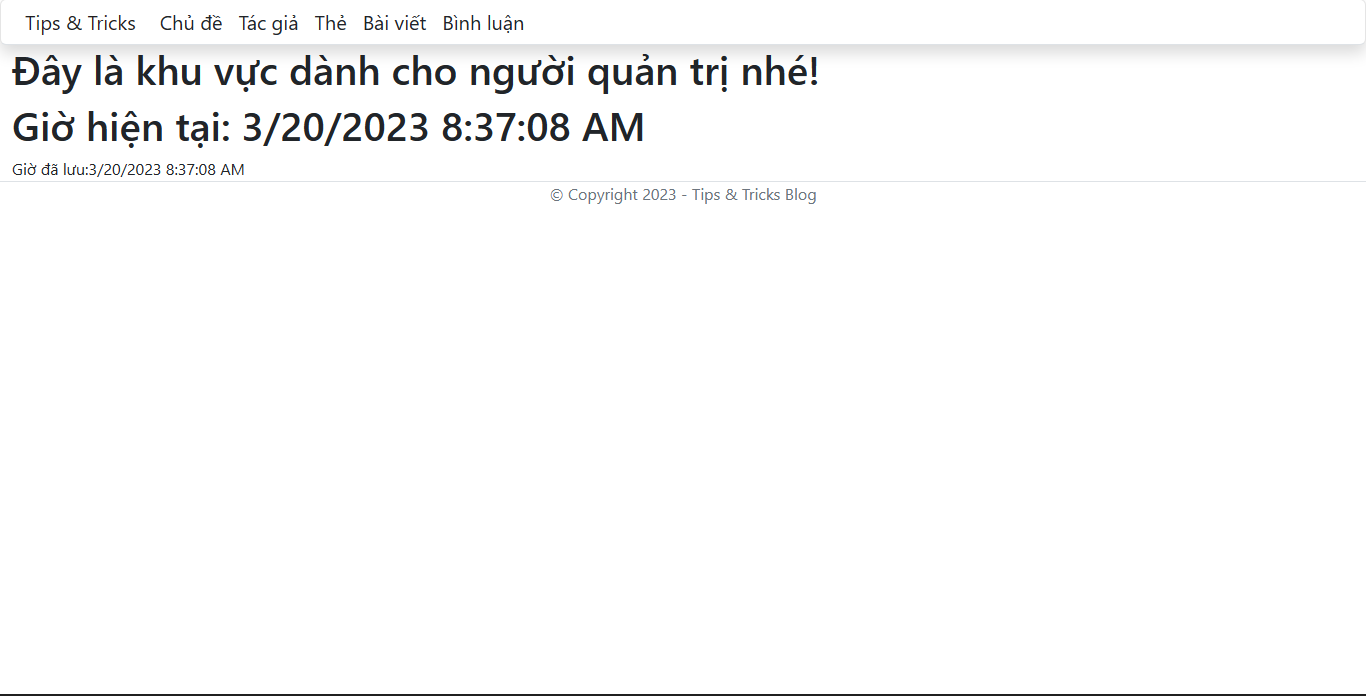 Tips & Tricks Chủ đề Tác giả Thẻ Bài viết Bình luận
Đây là khu vực dành cho người quản trị nhé!
Giờ hiện tại: 3/20/2023 8:37:08 AM
Giờ đã lưu:3/20/2023 8:37:08 AM
© Copyright 2023 - Tips & Tricks Blog